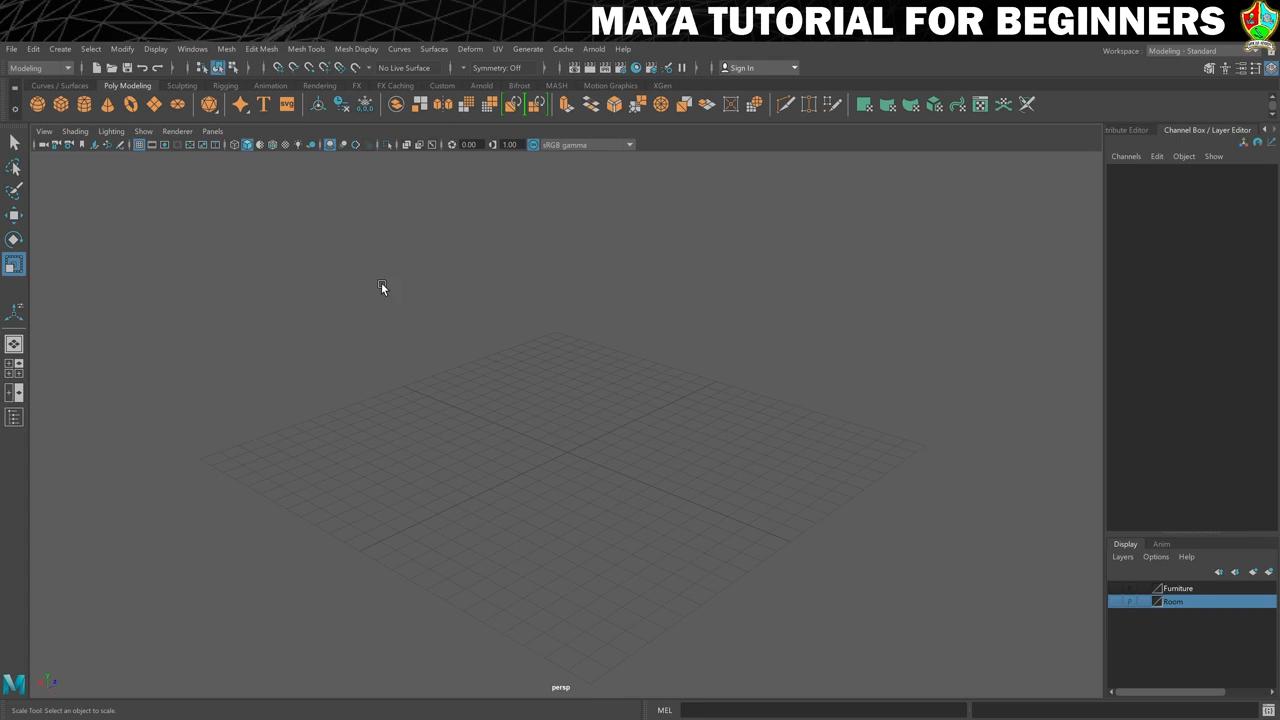 MAYA TUTORIAL FOR BEGINNERS
File Edit Create Select Modify Display Windows Mesh Edit Mesh Mesh Tools Mesh Display Curves Surfaces Deform UV Generate Cache Arnold Help
Workspace : Modeling - Standard
Modeling No Live Surface Symmetry: Off Sign In
Curves / Surfaces Poly Modeling Sculpting Rigging Animation Rendering FX FX Caching Custom Arnold Bifrost MASH Motion Graphics XGen
View Shading Lighting Show Renderer Panels
tribute Editor Channel Box / Layer Editor
0.00 1.00 sRGB gamma
Channels Edit Object Show
Display Anim
Layers Options Help
Furniture
P Room
persp
Scale Tool: Select an object to scale.
MEL